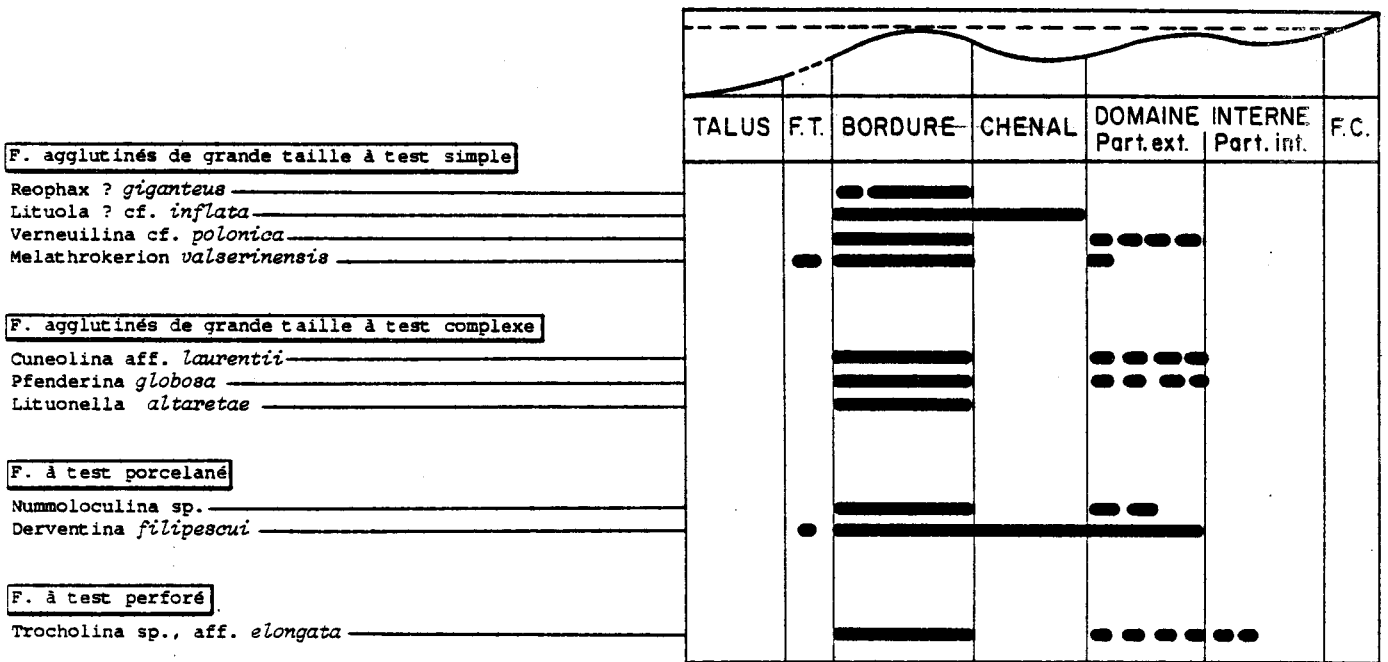 TALUS F.T. BORDURE CHENAL DOMAINE INTERNE F.C.
Part. ext. Part. int.
F. agglutinés de grande taille à test simple
Reophax ? giganteus
Lituola ? cf. inflata
Verneuilina cf. polonica
Melathrokerion valserinensis
F. agglutinés de grande taille à test complexe
Cuneolina aff. laurentii
Pfenderina globosa
Lituonella altaretae
F. à test porcelané
Nummoloculina sp.
Derventina filipescui
F. à test perforé
Trocholina sp., aff. elongata